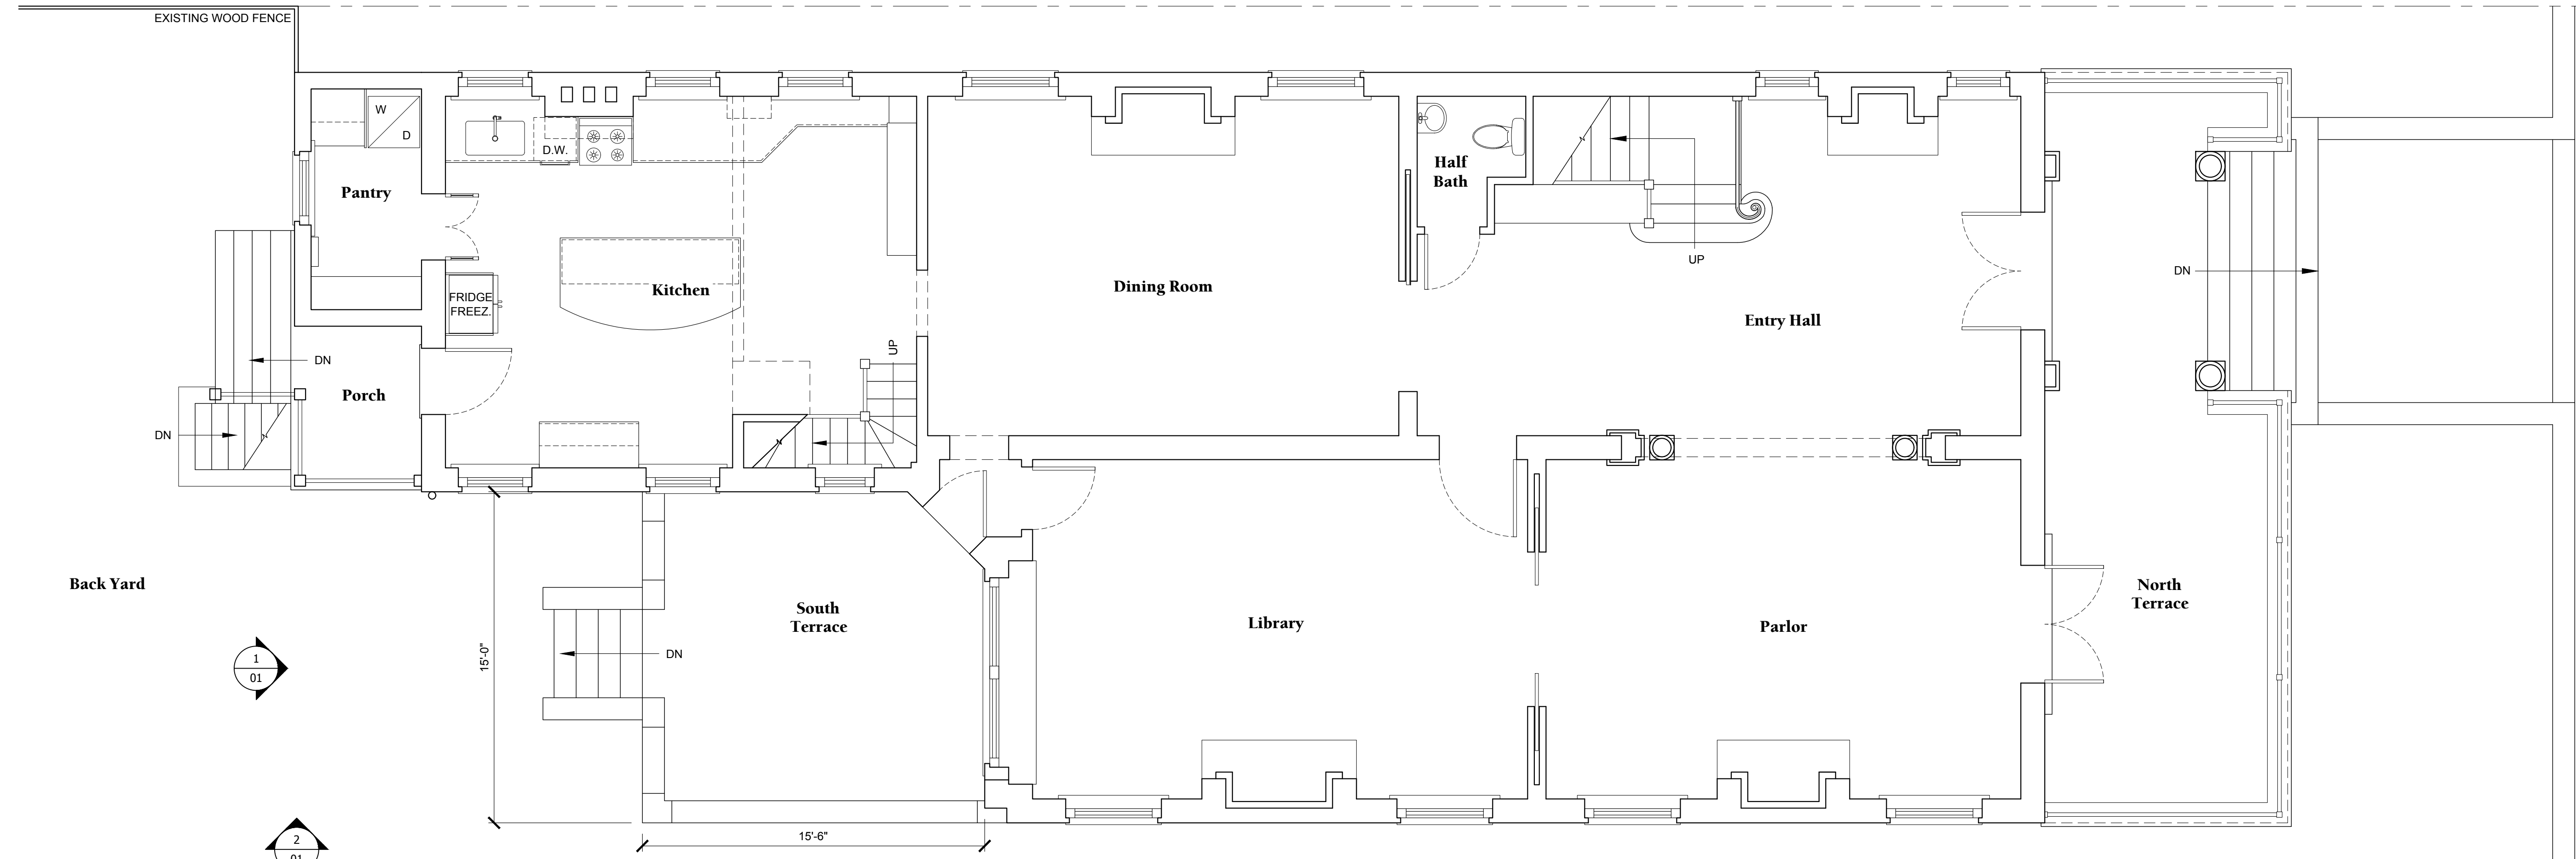 EXISTING WOOD FENCE
W
D
D.W.
Pantry
Half
Bath
UP
DN
FRIDGE
FREEZ.
Kitchen
Dining Room
Entry Hall
DN
UP
Porch
DN
Back Yard
South
Terrace
Library
Parlor
North
Terrace
DN
15'-0"
1
01
15'-6"
2
01